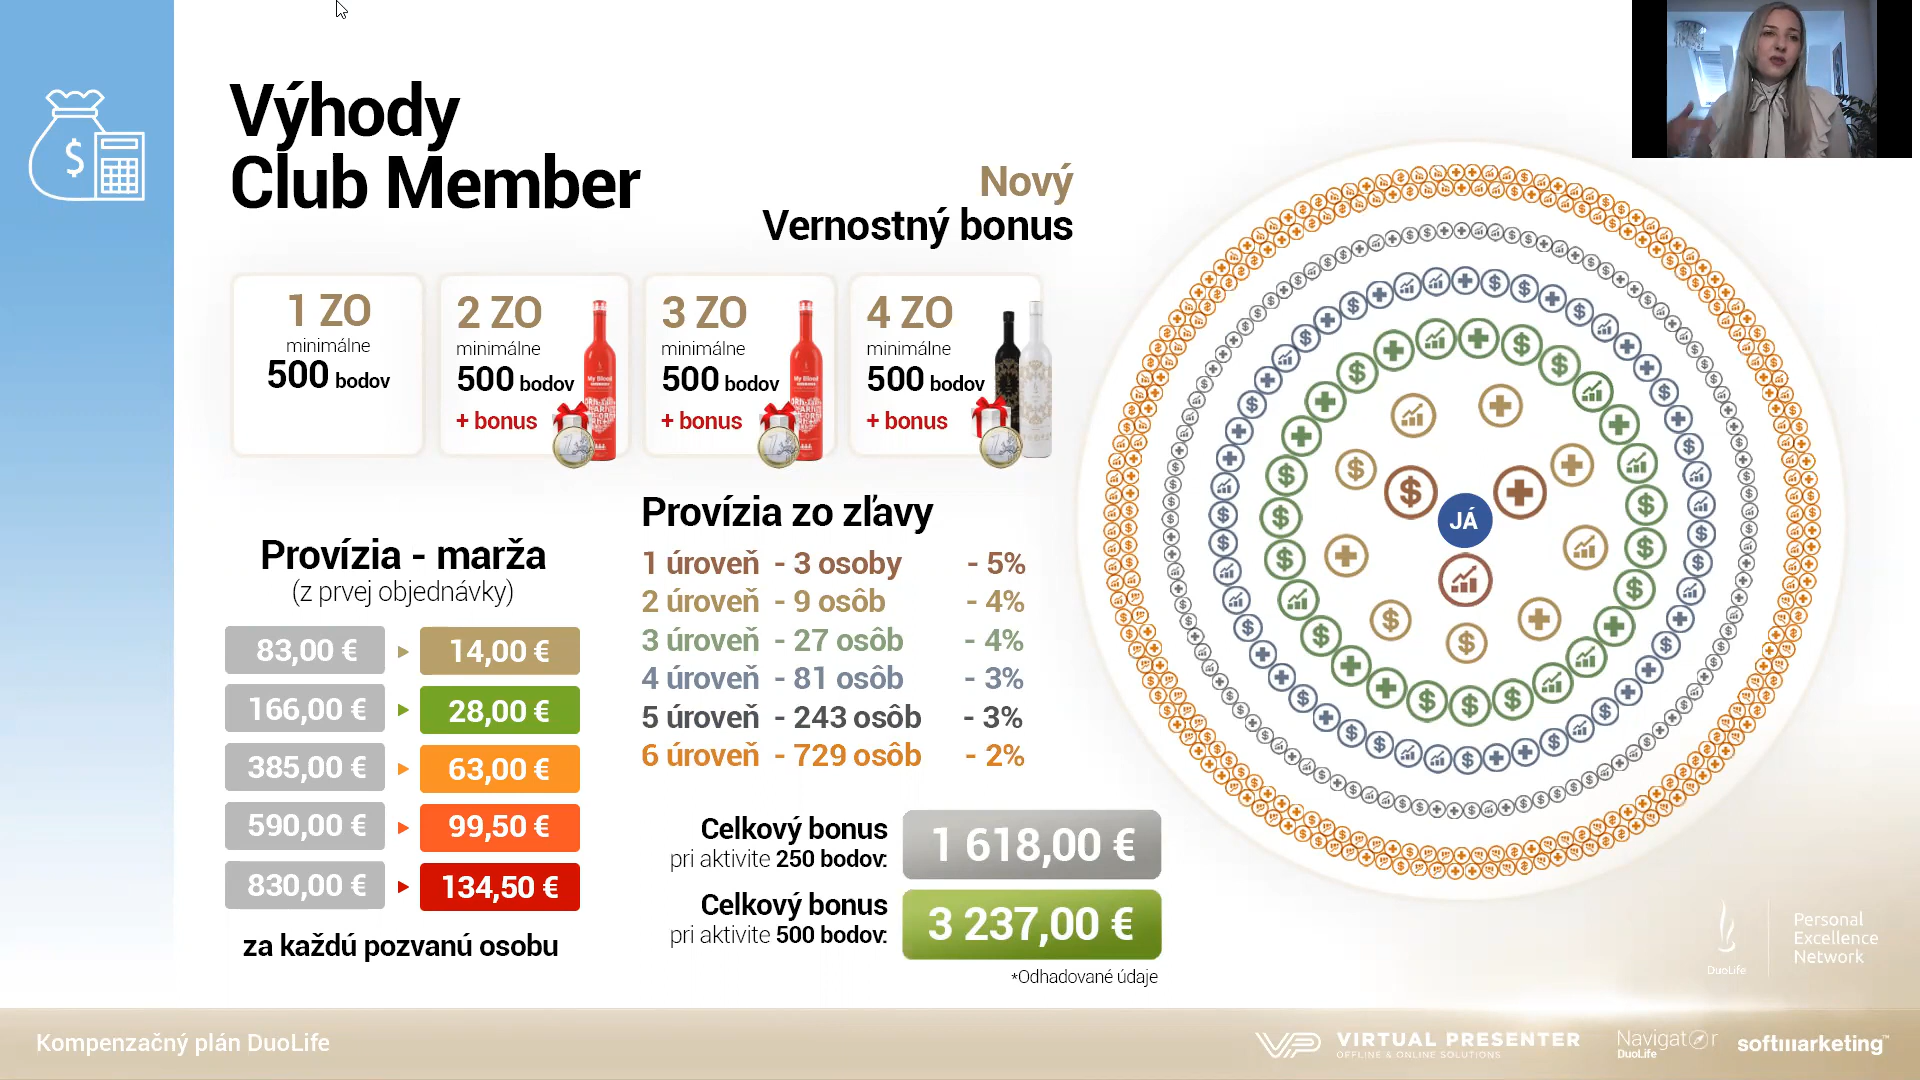 Výhody
Club Member
Nový
Vernostný bonus
1 ZO
minimálne
500 bodov
2 ZO
minimálne
500 bodov
+ bonus
3 ZO
minimálne
500 bodov
+ bonus
4 ZO
minimálne
500 bodov
+ bonus
My Blood
My Blood
Provízia - marža
(z prvej objednávky)
83,00 € 14,00 €
166,00 € 28,00 €
385,00 € 63,00 €
590,00 € 99,50 €
830,00 € 134,50 €
za každú pozvanú osobu
Provízia zo zľavy
1 úroveň - 3 osoby - 5%
2 úroveň - 9 osôb - 4%
3 úroveň - 27 osôb - 4%
4 úroveň - 81 osôb - 3%
5 úroveň - 243 osôb - 3%
6 úroveň - 729 osôb - 2%
Celkový bonus
pri aktivite 250 bodov:
1 618,00 €
Celkový bonus
pri aktivite 500 bodov:
3 237,00 €
*Odhadované údaje
JÁ
DuoLife
Personal
Excellence
Network
Kompenzačný plán DuoLife
VP VIRTUAL PRESENTER
OFFLINE & ONLINE SOLUTIONS
Navigator
DuoLife
softmarketing™